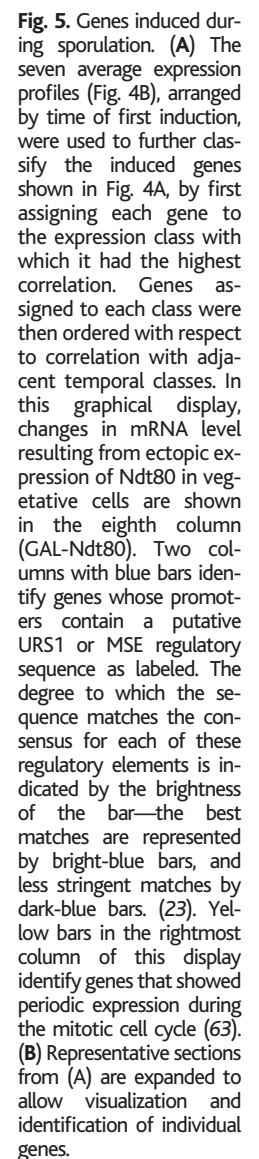 Fig. 5. Genes induced dur-
ing sporulation. (A) The
seven average expression
profiles (Fig. 4B), arranged
by time of first induction,
were used to further clas-
sify the induced genes
shown in Fig. 4A, by first
assigning each gene to
the expression class with
which it had the highest
correlation. Genes as-
signed to each class were
then ordered with respect
to correlation with adja-
cent temporal classes. In
this graphical display,
changes in mRNA level
resulting from ectopic ex-
pression of Ndt80 in veg-
etative cells are shown
in the eighth column
(GAL-Ndt80). Two col-
umns with blue bars iden-
tify genes whose promot-
ers contain a putative
URS1 or MSE regulatory
sequence as labeled. The
degree to which the se-
quence matches the con-
sensus for each of these
regulatory elements is in-
dicated by the brightness
of the bar—the best
matches are represented
by bright-blue bars, and
less stringent matches by
dark-blue bars. (23). Yel-
low bars in the rightmost
column of this display
identify genes that showed
periodic expression during
the mitotic cell cycle (63).
(B) Representative sections
from (A) are expanded to
allow visualization and
identification of individual
genes.